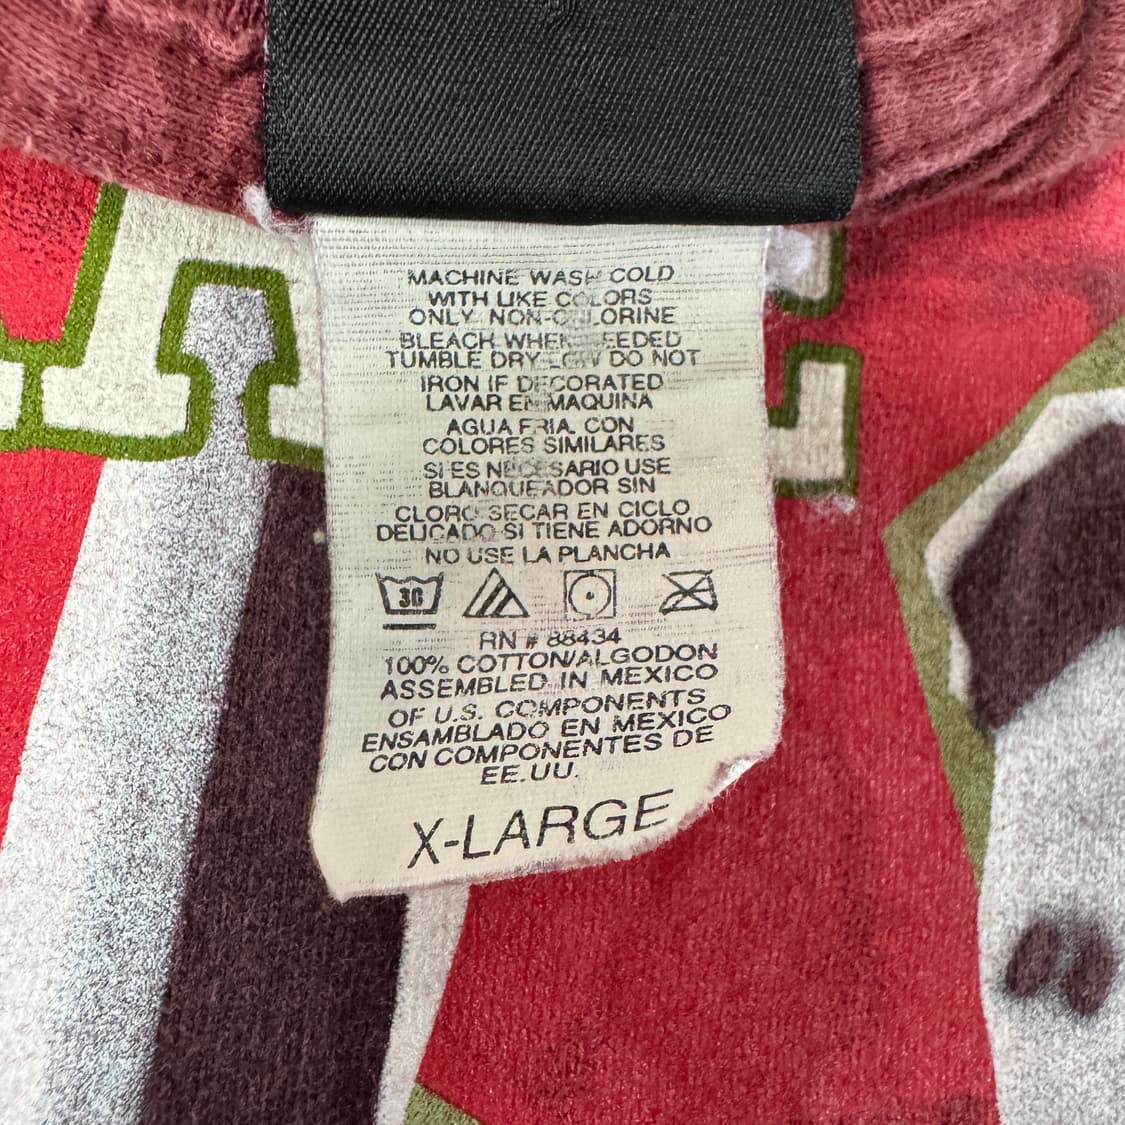 MACHINE WASH COLD
WITH LIKE COLORS
ONLY NON-CHLORINE
BLEACH WHEN NEEDED
TUMBLE DRY LOW DO NOT
IRON IF DECORATED
LAVAR EN MAQUINA
AGUA FRIA CON
COLORES SIMILARES
SI ES NECESARIO USE
BLANQUEADOR SIN
CLORO SECAR EN CICLO
DELICADO SI TIENE ADORNO
NO USE LA PLANCHA
30
RN # 88434
100% COTTON/ALGODON
ASSEMBLED IN MEXICO
OF U.S. COMPONENTS
ENSAMBLADO EN MEXICO
CON COMPONENTES DE
EE.UU.
X-LARGE